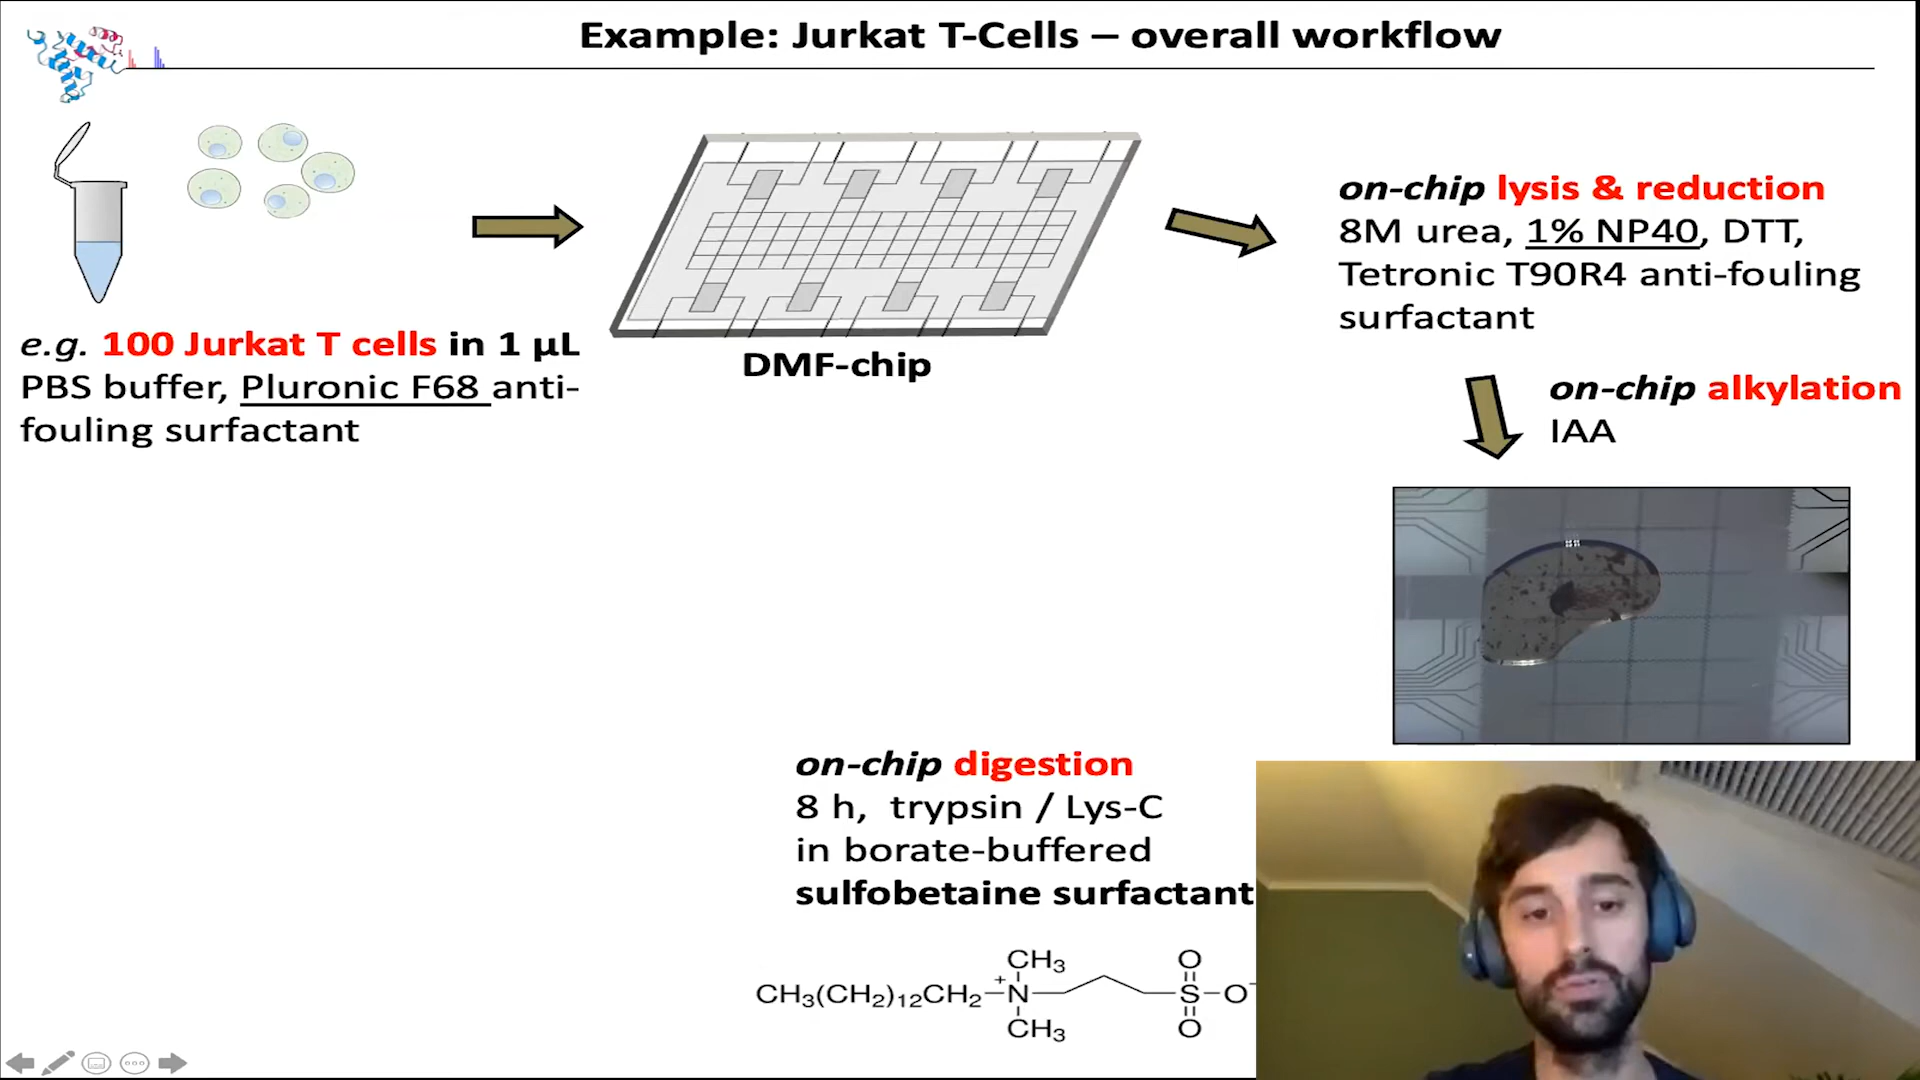 Example: Jurkat T-Cells – overall workflow
e.g. 100 Jurkat T cells in 1 µL
PBS buffer, Pluronic F68 anti-
fouling surfactant
DMF-chip
on-chip lysis & reduction
8M urea, 1% NP40, DTT,
Tetronic T90R4 anti-fouling
surfactant
on-chip alkylation
IAA
on-chip digestion
8 h, trypsin / Lys-C
in borate-buffered
sulfobetaine surfactant
CH₃ O
CH₃(CH₂)₁₂CH₂–N⁺ S–O⁻
CH₃ O